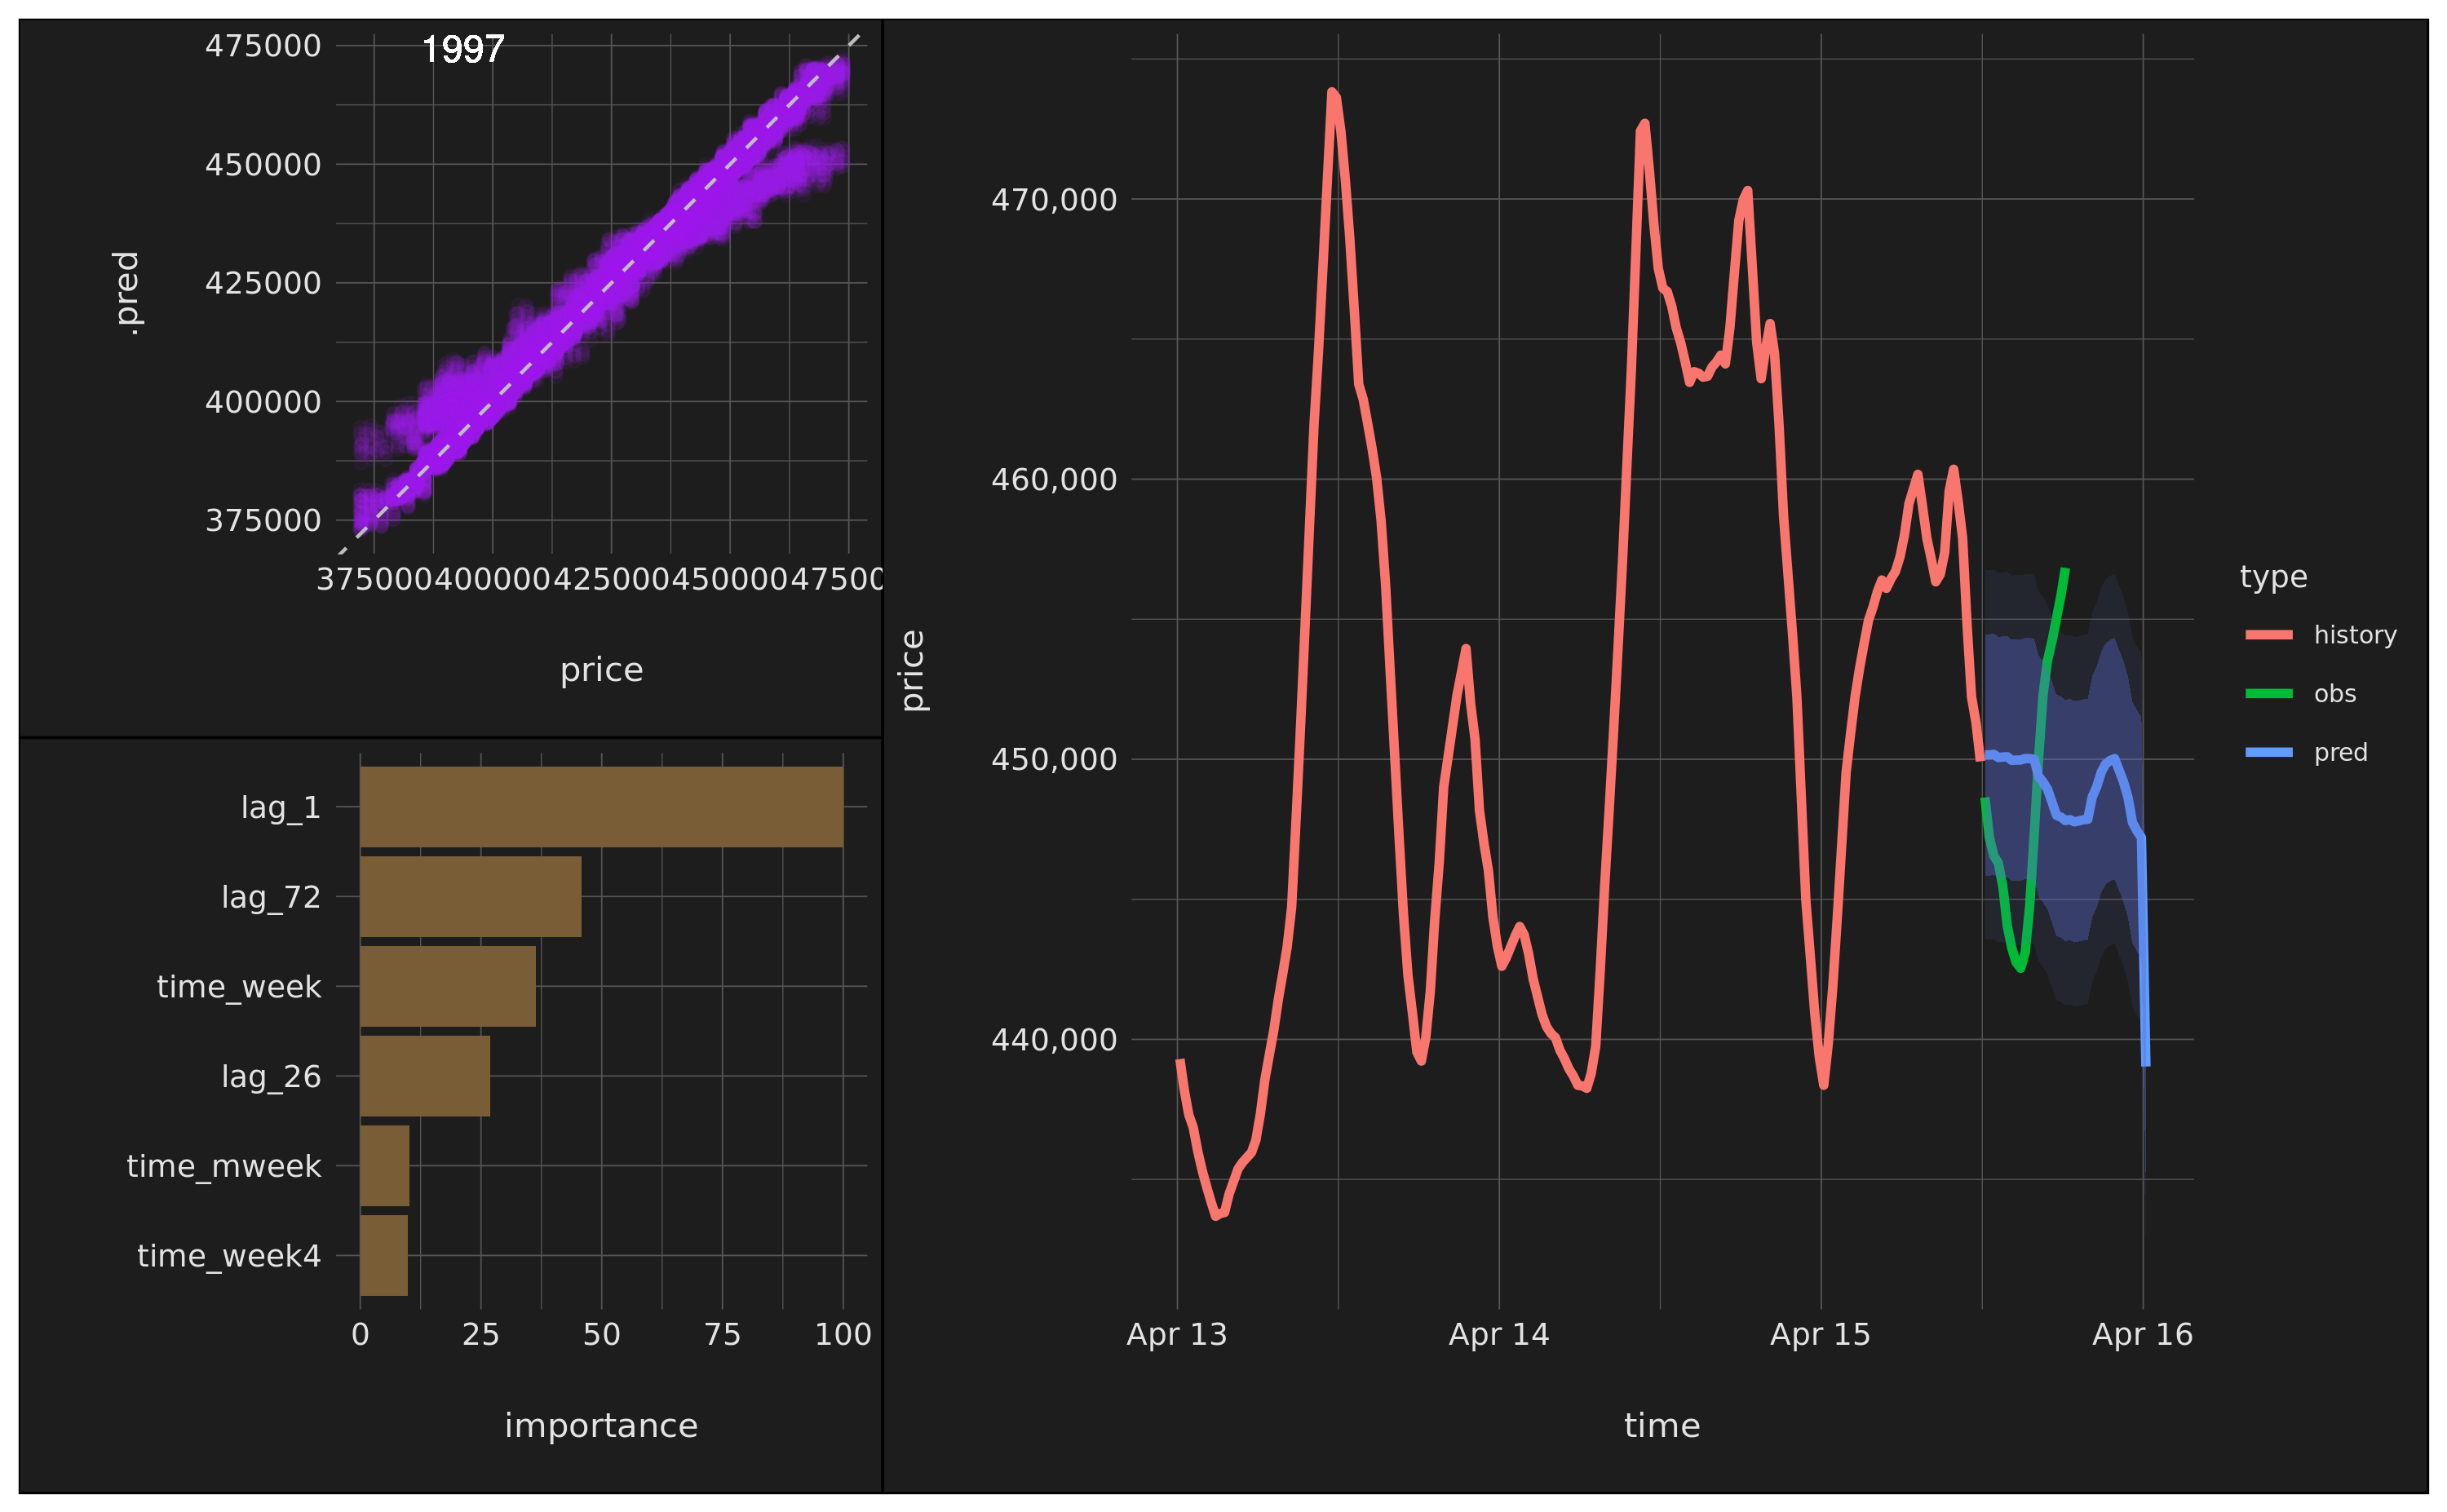 1997
475000
450000
425000
400000
375000
.pred
375000 400000 425000 450000 47500
price
lag_1
lag_72
time_week
lag_26
time_mweek
time_week4
0 25 50 75 100
importance
price
470,000
460,000
450,000
440,000
Apr 13 Apr 14 Apr 15 Apr 16
time
type
history
obs
pred